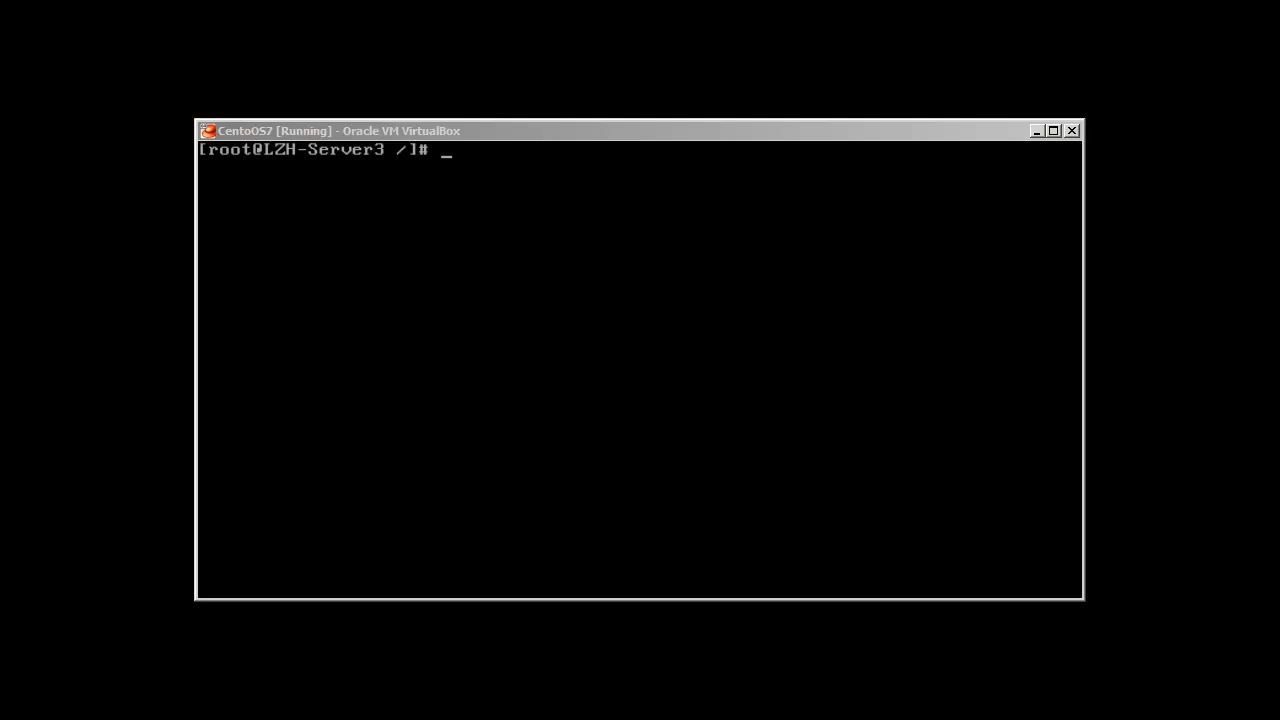 CentoOS7 [Running] - Oracle VM VirtualBox
[root@LZH-Server3 /]# _